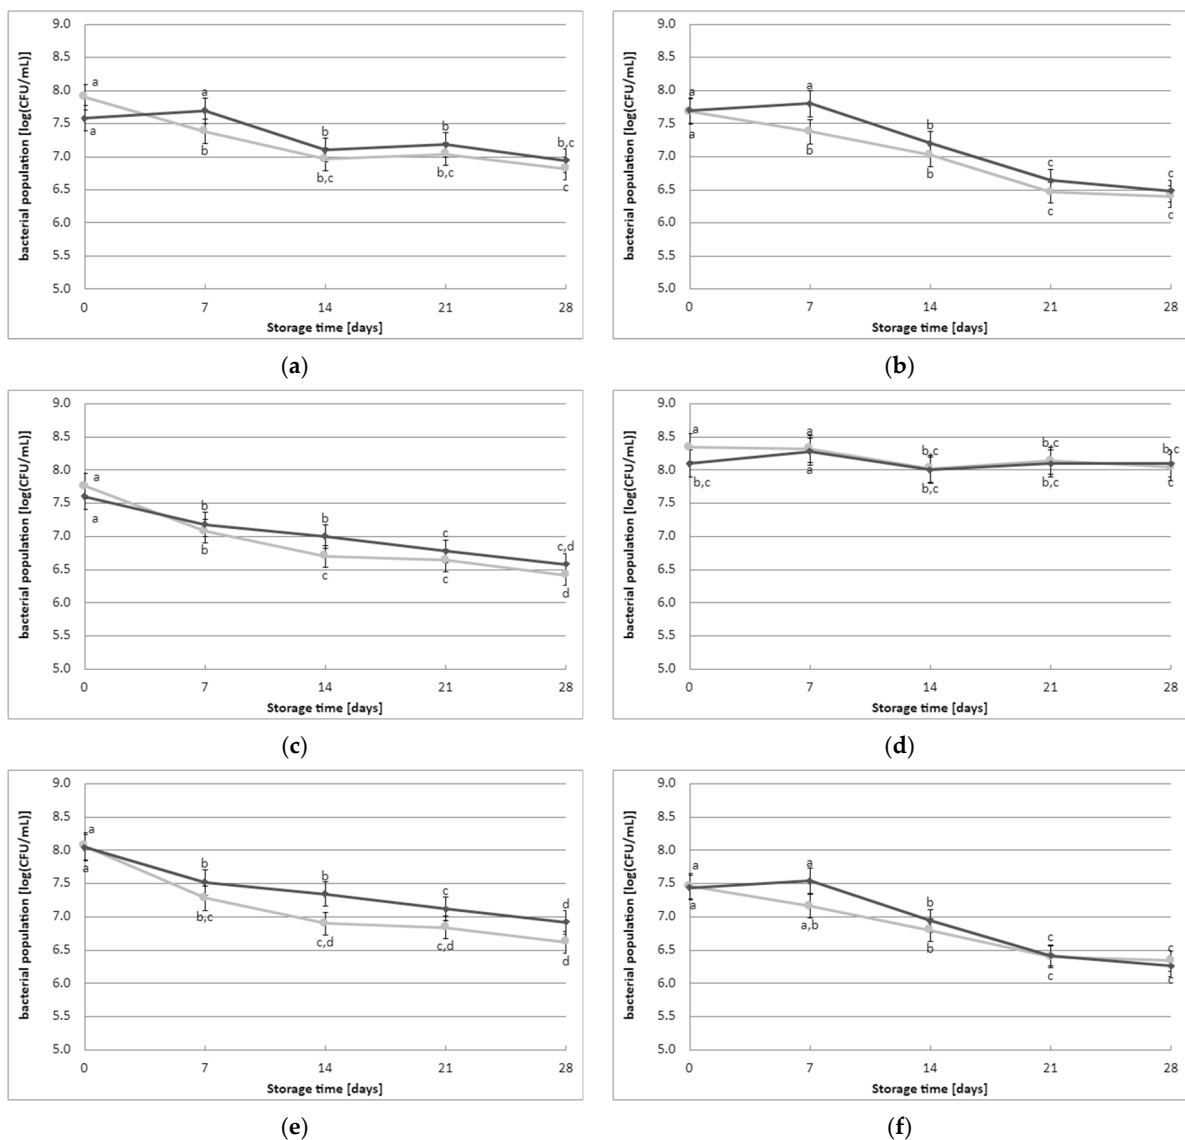 9.0
8.5
8.0
7.5
7.0
6.5
6.0
5.5
5.0
bacterial population [log(CFU/mL)]
a a b b b,c
a b b,c b,c c
0 7 14 21 28
Storage time [days]
(a)
9.0
8.5
8.0
7.5
7.0
6.5
6.0
5.5
5.0
bacterial population [log(CFU/mL)]
a a b c c
a b b c c
0 7 14 21 28
Storage time [days]
(b)
9.0
8.5
8.0
7.5
7.0
6.5
6.0
5.5
5.0
bacterial population [log(CFU/mL)]
a b b c c,d
a b c c d
0 7 14 21 28
Storage time [days]
(c)
9.0
8.5
8.0
7.5
7.0
6.5
6.0
5.5
5.0
bacterial population [log(CFU/mL)]
a a b,c b,c b,c
b,c a b,c b,c c
0 7 14 21 28
Storage time [days]
(d)
9.0
8.5
8.0
7.5
7.0
6.5
6.0
5.5
5.0
bacterial population [log(CFU/mL)]
a b b c d
a b,c c,d c,d d
0 7 14 21 28
Storage time [days]
(e)
9.0
8.5
8.0
7.5
7.0
6.5
6.0
5.5
5.0
bacterial population [log(CFU/mL)]
a a b c c
a a,b b c c
0 7 14 21 28
Storage time [days]
(f)